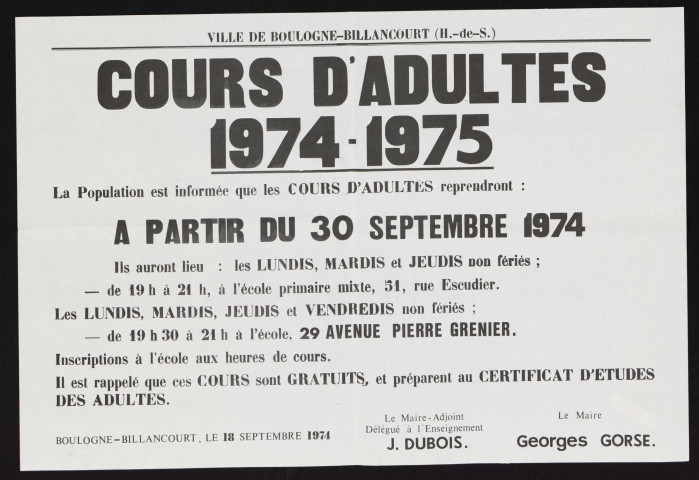 VILLE DE BOULOGNE-BILLANCOURT (H.-de-S.)
COURS D'ADULTES
1974-1975
La Population est informée que les COURS D'ADULTES reprendront :
A PARTIR DU 30 SEPTEMBRE 1974
Ils auront lieu : les LUNDIS, MARDIS et JEUDIS non fériés ;
— de 19 h à 21 h, à l'école primaire mixte, 51, rue Escudier.
Les LUNDIS, MARDIS, JEUDIS et VENDREDIS non fériés ;
— de 19 h 30 à 21 h à l'école, 29 AVENUE PIERRE GRENIER.
Inscriptions à l'école aux heures de cours.
Il est rappelé que ces COURS sont GRATUITS, et préparent au CERTIFICAT D'ETUDES
DES ADULTES.
BOULOGNE-BILLANCOURT, LE 18 SEPTEMBRE 1974
Le Maire-Adjoint
Délégué à l'Enseignement
J. DUBOIS.
Le Maire
Georges GORSE.